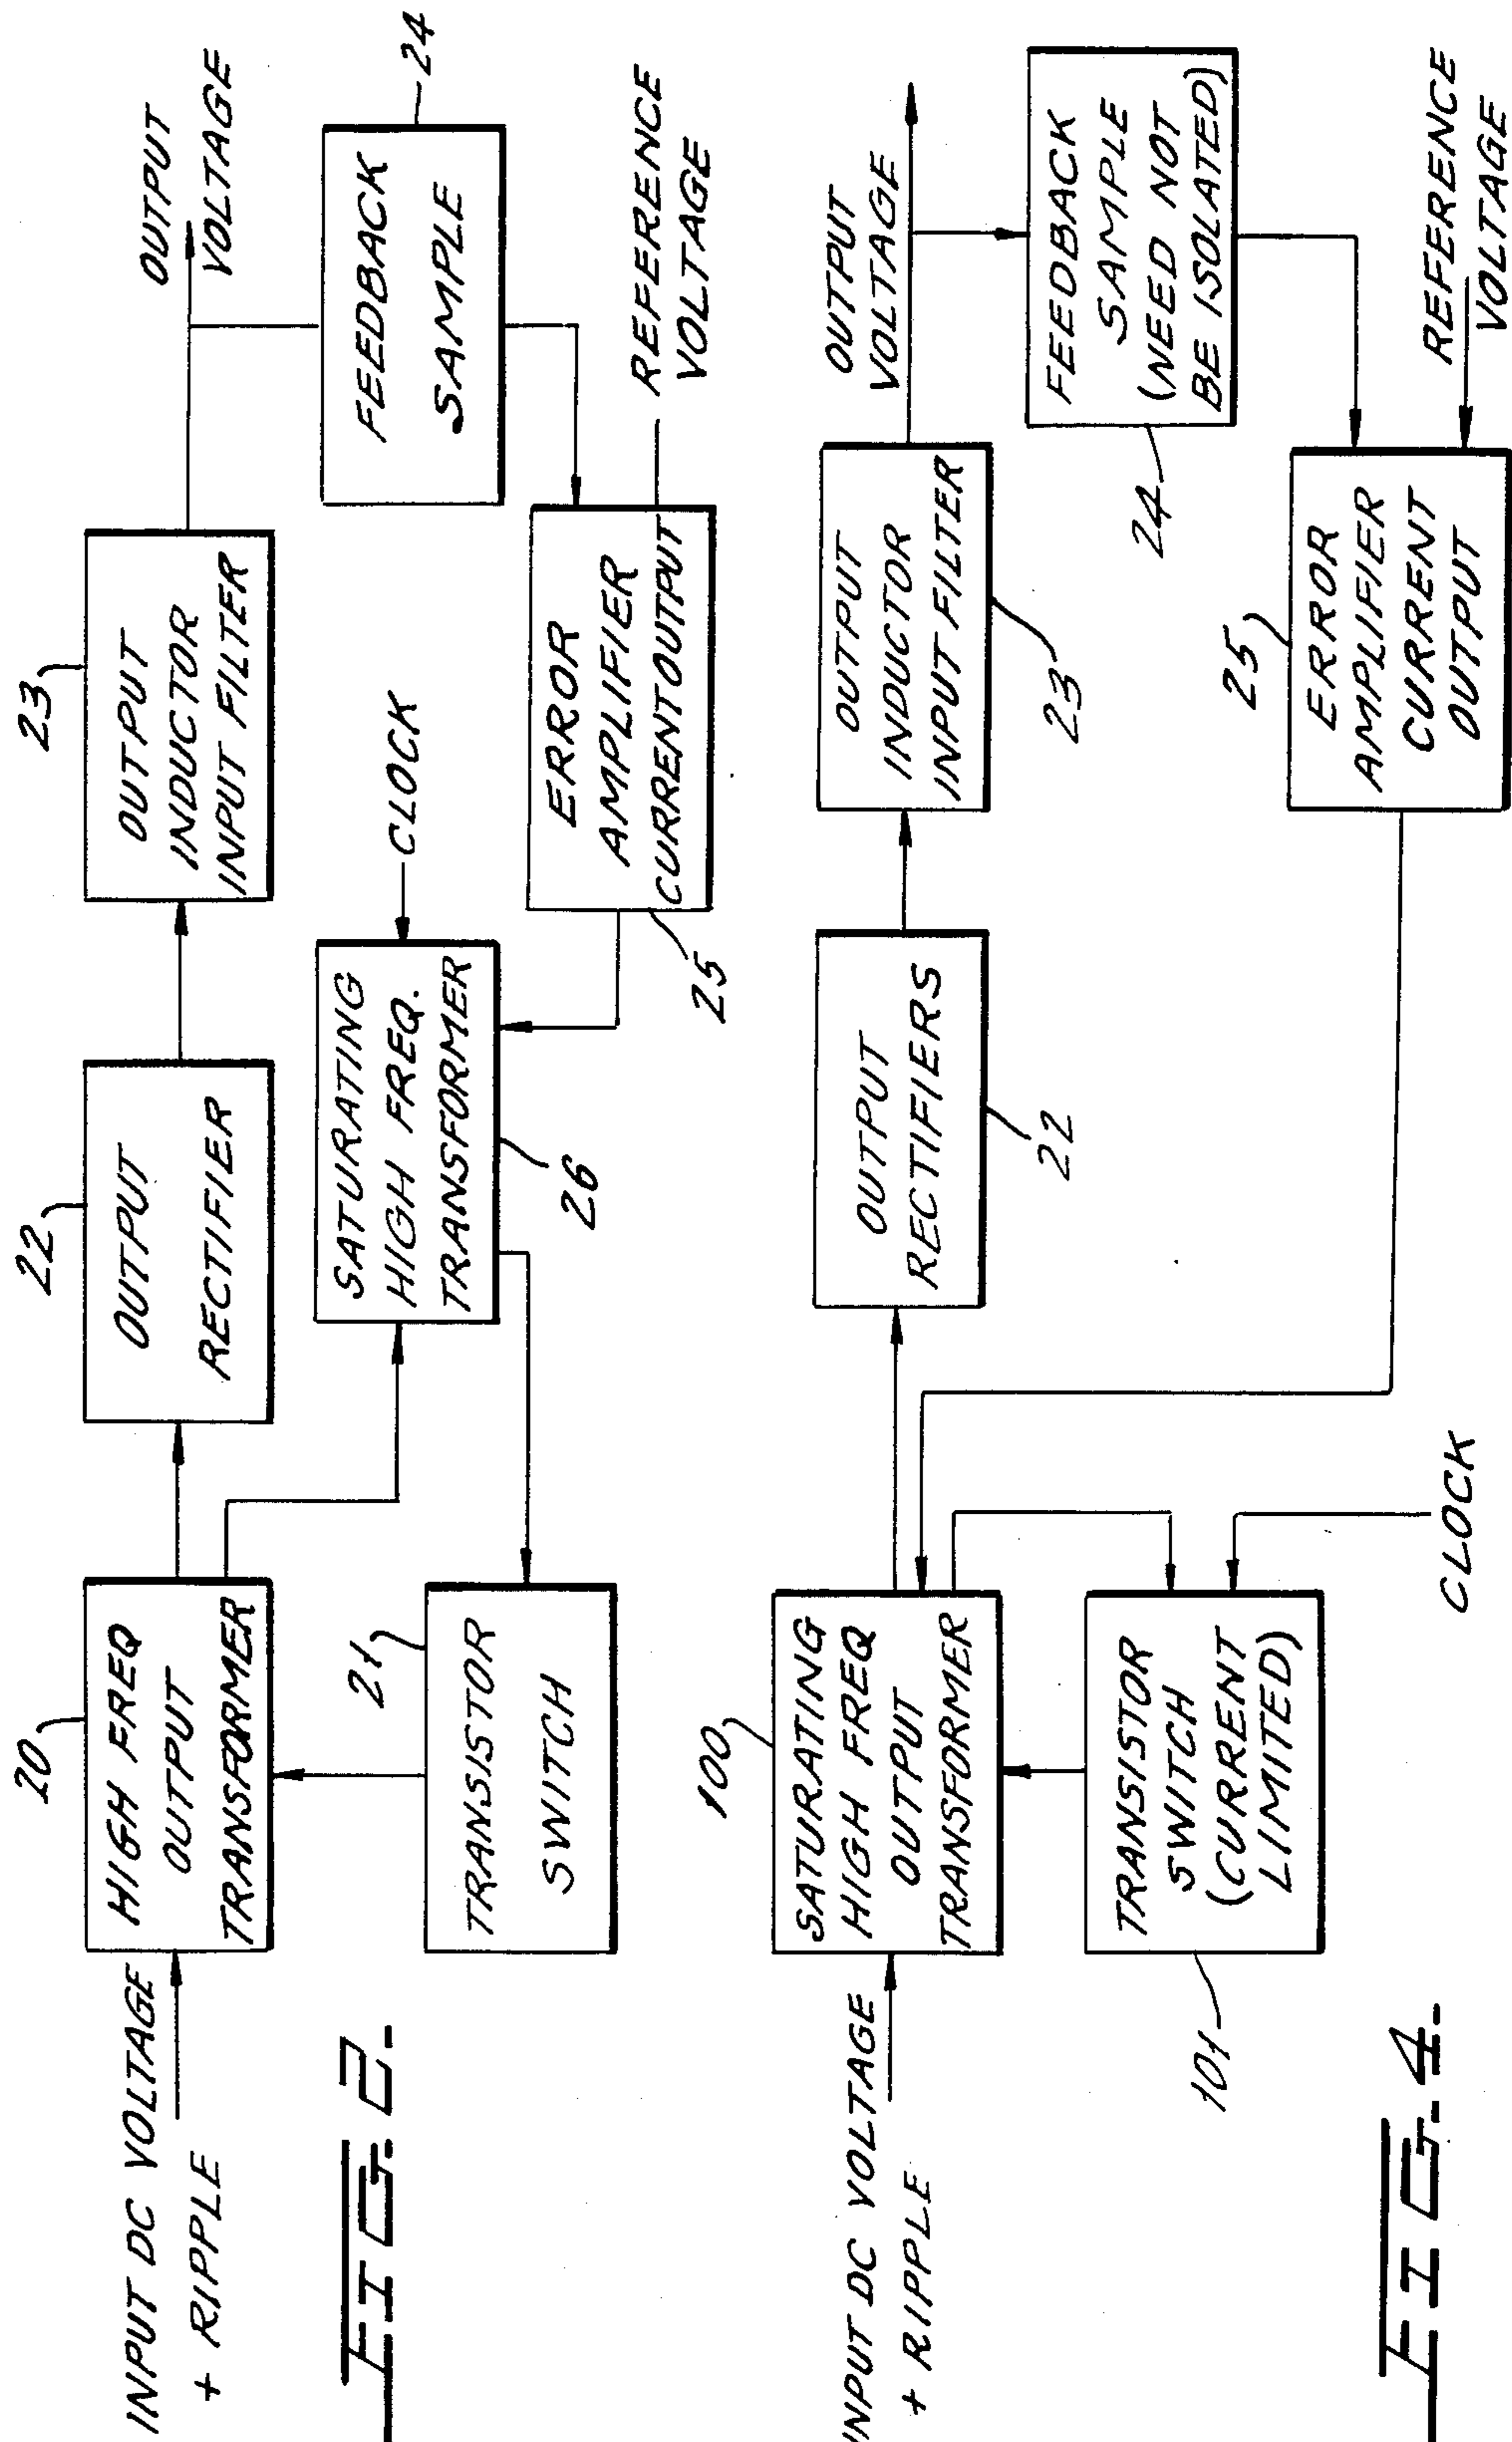 INPUT DC VOLTAGE
+ RIPPLE
20
HIGH FREQ
OUTPUT
TRANSFORMER
22
OUTPUT
RECTIFIER
23
OUTPUT
INDUCTOR
INPUT FILTER
OUTPUT
VOLTAGE
21
TRANSISTOR
SWITCH
SATURATING
HIGH FREQ.
TRANSFORMER
26
CLOCK
FEEDBACK
SAMPLE
24
ERROR
AMPLIFIER
CURRENT OUTPUT
25
REFERENCE
VOLTAGE
FIG. 2.
INPUT DC VOLTAGE
+ RIPPLE
100
SATURATING
HIGH FREQ
OUTPUT
TRANSFORMER
OUTPUT
RECTIFIERS
22
OUTPUT
INDUCTOR
INPUT FILTER
23
OUTPUT
VOLTAGE
TRANSISTOR
SWITCH
(CURRENT
LIMITED)
101
CLOCK
FEEDBACK
SAMPLE
(NEED NOT
BE ISOLATED)
24
25
ERROR
AMPLIFIER
CURRENT
OUTPUT
REFERENCE
VOLTAGE
FIG. 4.